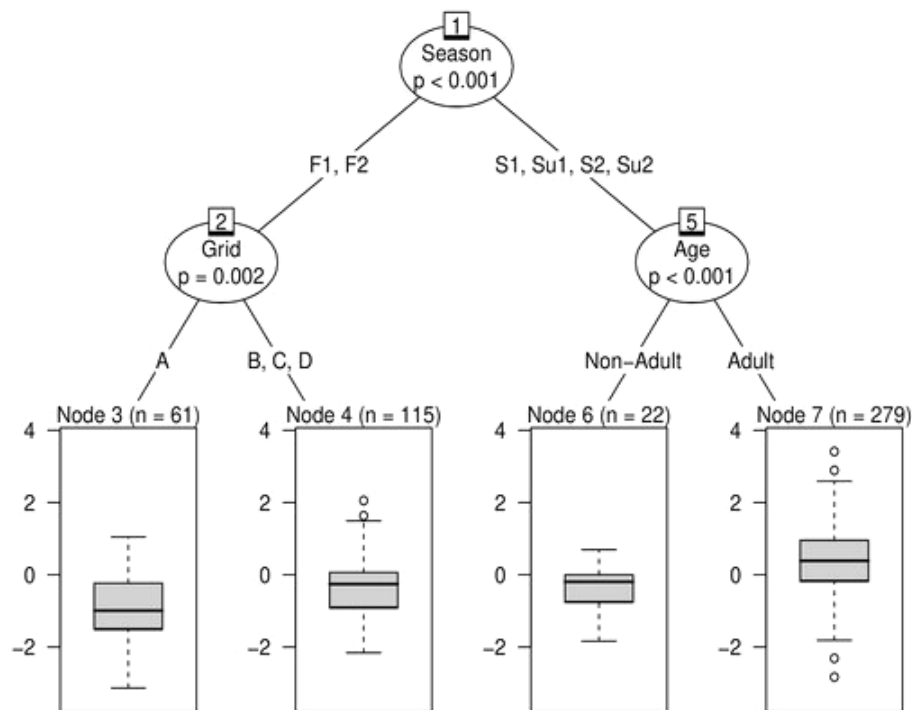 1
Season
p < 0.001
F1, F2
S1, Su1, S2, Su2
2
Grid
p = 0.002
5
Age
p < 0.001
A
B, C, D
Non−Adult
Adult
Node 3 (n = 61)
Node 4 (n = 115)
Node 6 (n = 22)
Node 7 (n = 279)
4
2
0
−2
4
2
0
−2
4
2
0
−2
4
2
0
−2